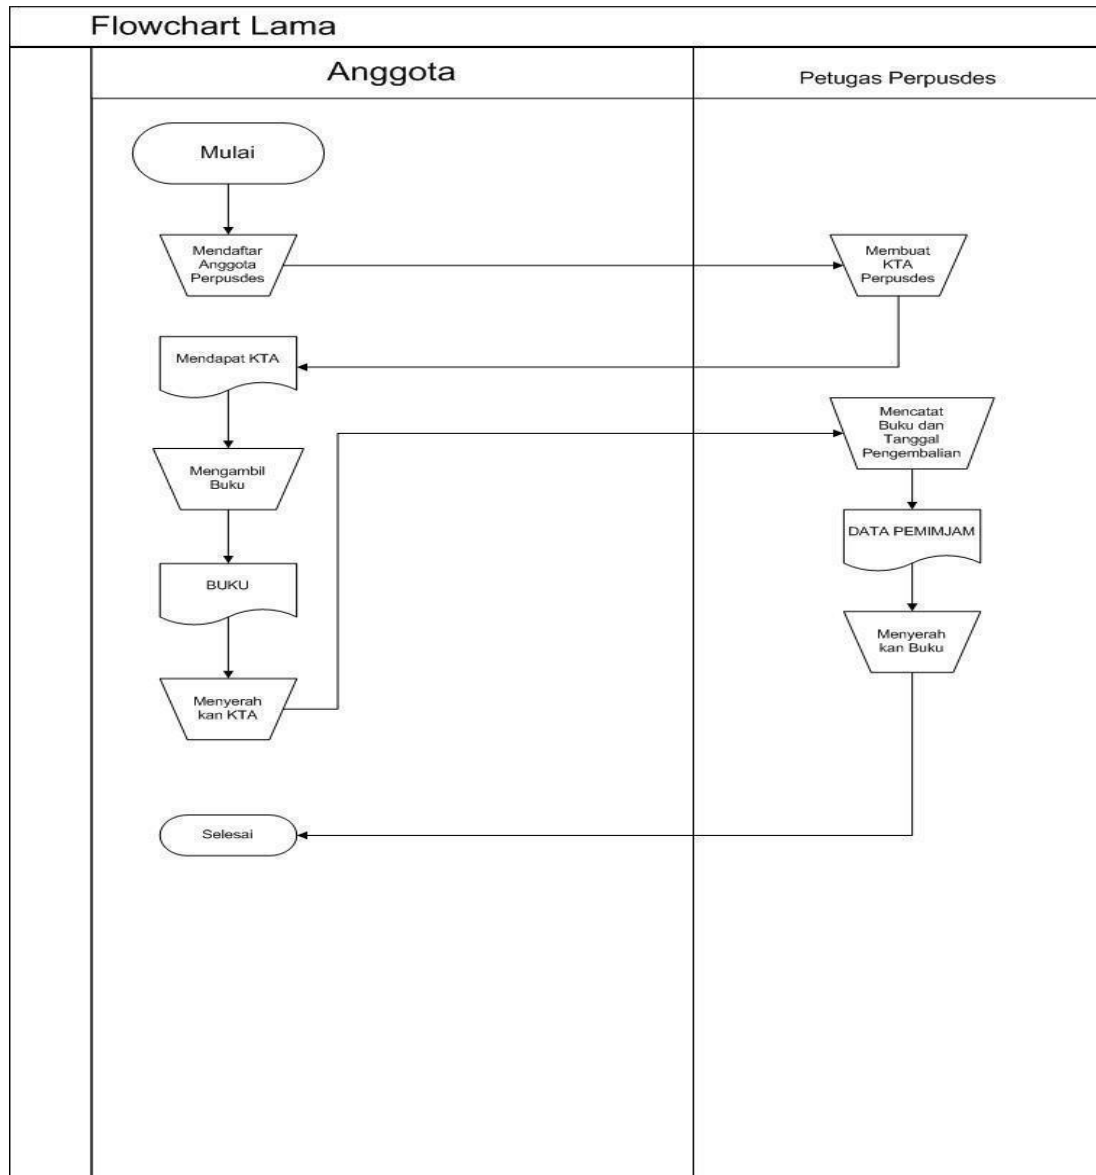 Flowchart Lama
Anggota
Petugas Perpusdes
Mulai
Mendaftar
Anggota
Perpusdes
Membuat
KTA
Perpusdes
Mendapat KTA
Mencatat
Buku dan
Tanggal
Pengembalian
Mengambil
Buku
DATA PEMIMJAM
BUKU
Menyerah
kan Buku
Menyerah
kan KTA
Selesai